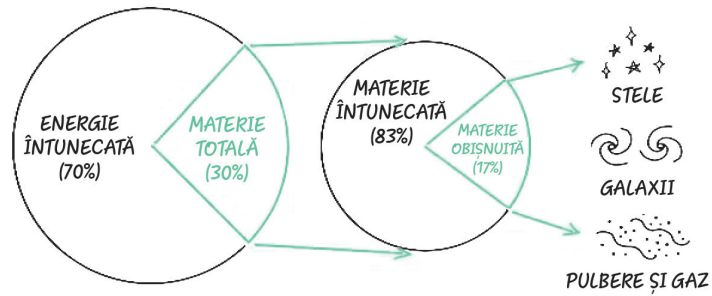 ENERGIE
ÎNTUNECATĂ
(70%)
MATERIE
TOTALĂ
(30%)
MATERIE
ÎNTUNECATĂ
(83%)
MATERIE
OBIȘNUITĂ
(17%)
STELE
GALAXII
PULBERE ȘI GAZ